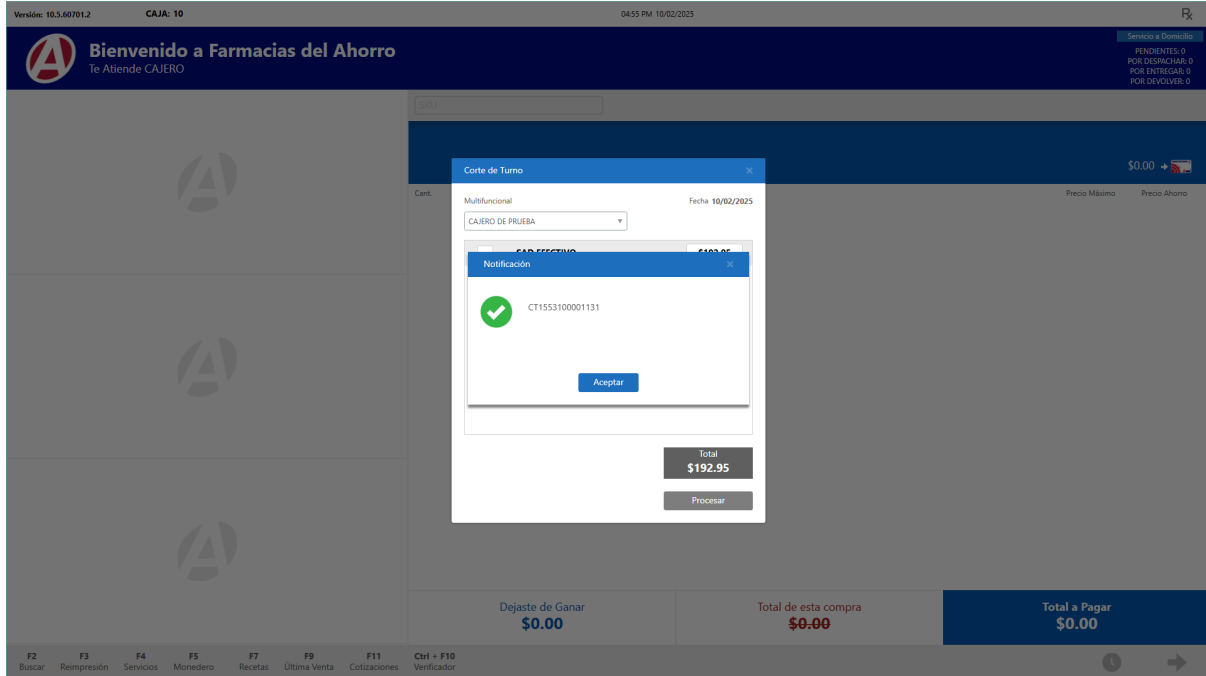 Versión: 10.5.60701.2 CAJA: 10 04:55 PM 10/02/2025
Bienvenido a Farmacias del Ahorro
Te Atiende CAJERO
Servicio a Domicilio
PENDIENTES: 0
POR DESPACHAR: 0
POR ENTREGAR: 0
POR DEVOLVER: 0
SKU
$0.00
Cant. Precio Máximo Precio Ahorro
Corte de Turno
Multifuncional Fecha 10/02/2025
CAJERO DE PRUEBA
SAD EFECTIVO $192.95
Notificación
CT1553100001131
Aceptar
Total
$192.95
Procesar
Dejaste de Ganar Total de esta compra Total a Pagar
$0.00 $0.00 $0.00
F2 F3 F4 F5 F7 F9 F11 Ctrl + F10
Buscar Reimpresión Servicios Monedero Recetas Última Venta Cotizaciones Verificador